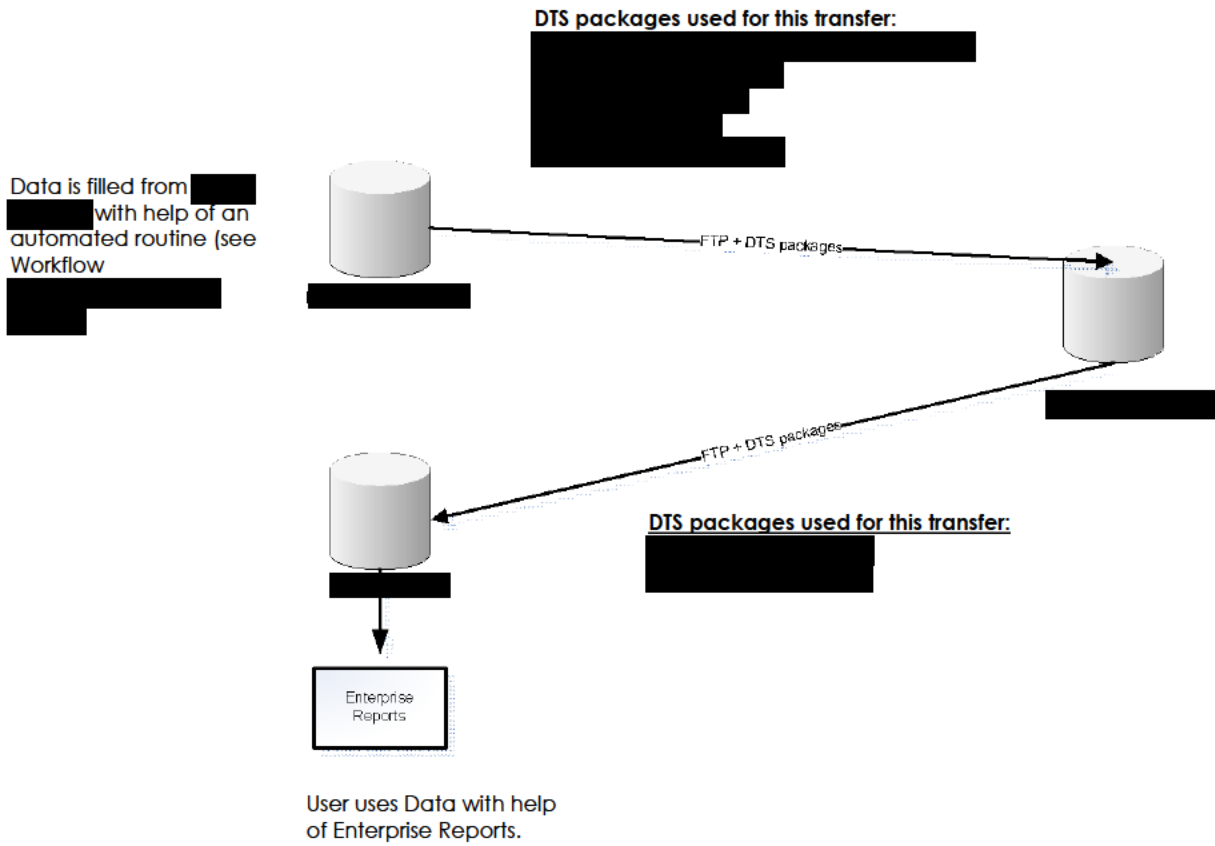 DTS packages used for this transfer:
Data is filled from
with help of an
automated routine (see
Workflow
FTP + DTS packages
FTP + DTS packages
DTS packages used for this transfer:
Enterprise
Reports
User uses Data with help
of Enterprise Reports.